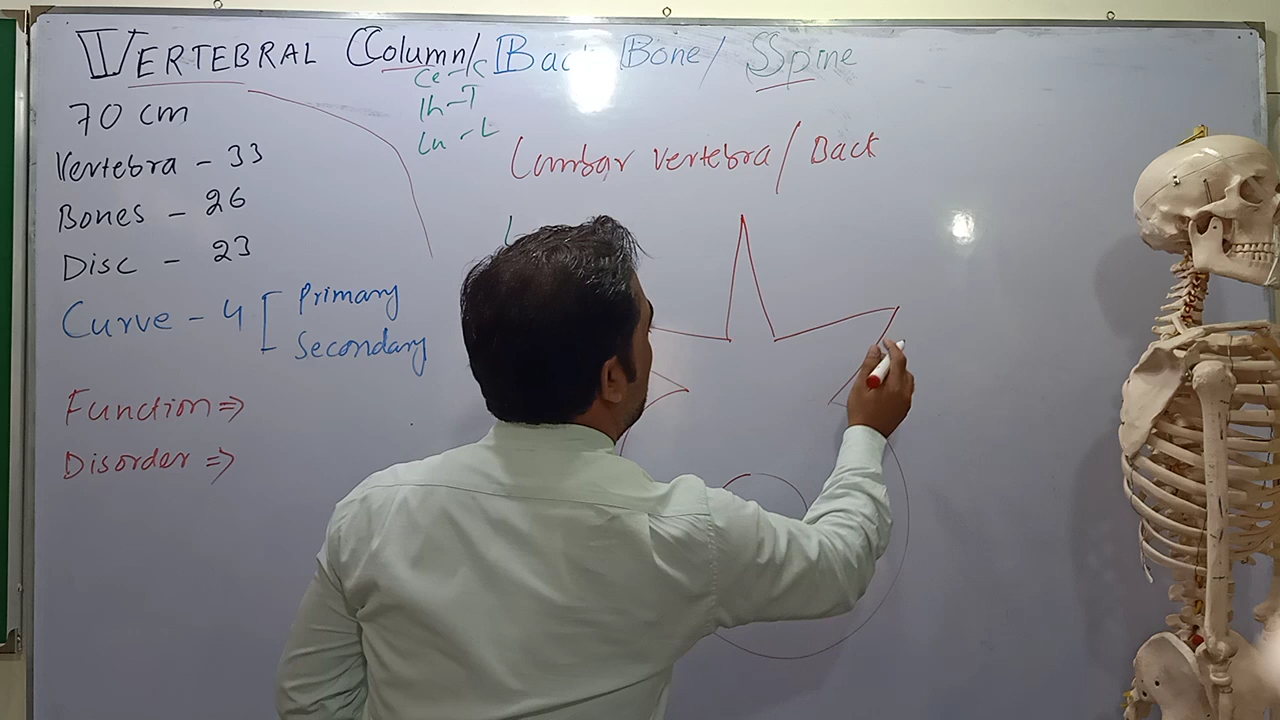 VERTEBRAL Column/ Back Bone/ Spine
Ce - C
Th - T
Lu - L
70 cm
Vertebra - 33
Bones - 26
Disc - 23
Curve - 4 [ Primary
Secondary
Function ⇒
Disorder ⇒
Lumbar vertebra / Back